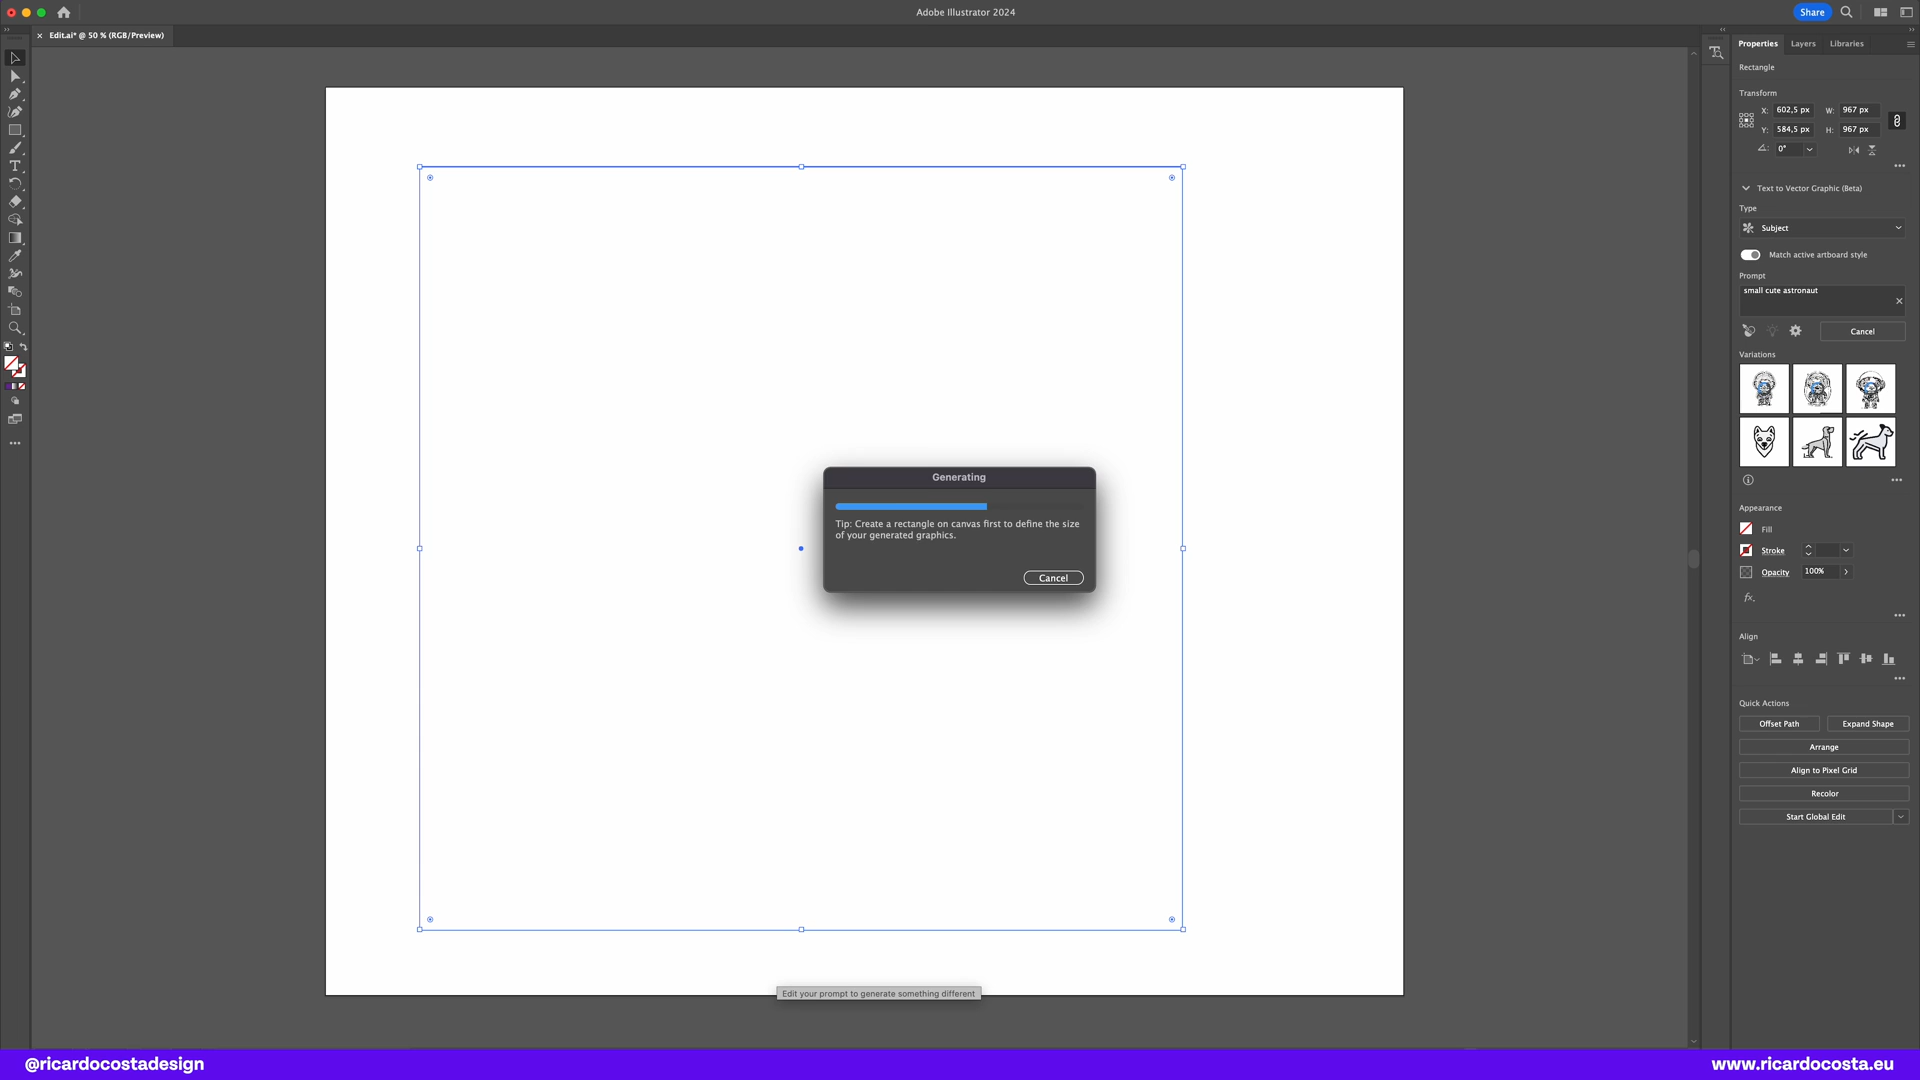 Adobe Illustrator 2024
Share
Edit.ai* @ 50 % (RGB/Preview)
Properties
Layers
Libraries
Rectangle
Transform
X: 602,5 px
W: 967 px
Y: 584,5 px
H: 967 px
0°
Text to Vector Graphic (Beta)
Type
Subject
Match active artboard style
Prompt
small cute astronaut
Cancel
Variations
Generating
Tip: Create a rectangle on canvas first to define the size
of your generated graphics.
Cancel
Appearance
Fill
Stroke
Opacity
100%
fx.
Align
Quick Actions
Offset Path
Expand Shape
Arrange
Align to Pixel Grid
Recolor
Start Global Edit
Edit your prompt to generate something different
@ricardocostadesign
www.ricardocosta.eu